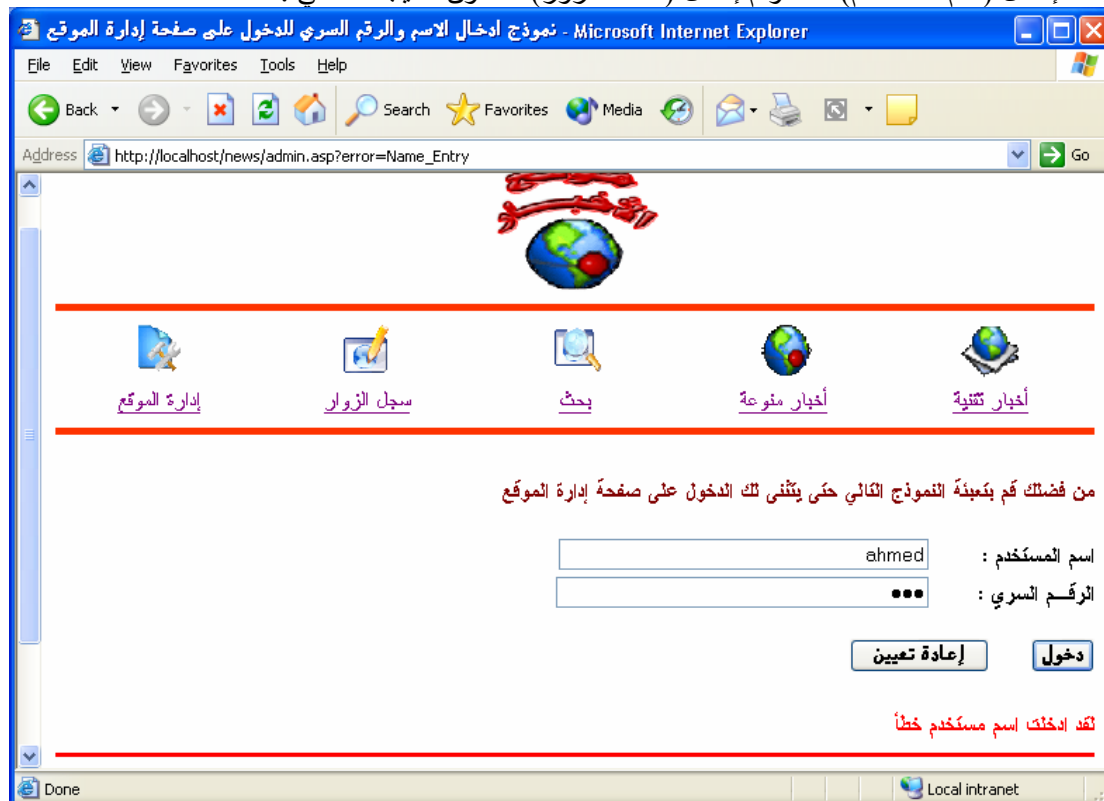 نموذج ادخال الاسم والرقم السري للدخول على صفحة إدارة الموقع - Microsoft Internet Explorer
File Edit View Favorites Tools Help
Back Search Favorites Media
Address http://localhost/news/admin.asp?error=Name_Entry Go
أخبار تقنية أخبار منوعة بحث سجل الزوار إدارة الموقع
من فضلك قم بتعبئة النموذج التالي حتى يتثنى لك الدخول على صفحة إدارة الموقع
اسم المستخدم : ahmed
الرقـم السري : •••
دخول إعادة تعيين
لقد ادخلت اسم مستخدم خطأ
Done Local intranet